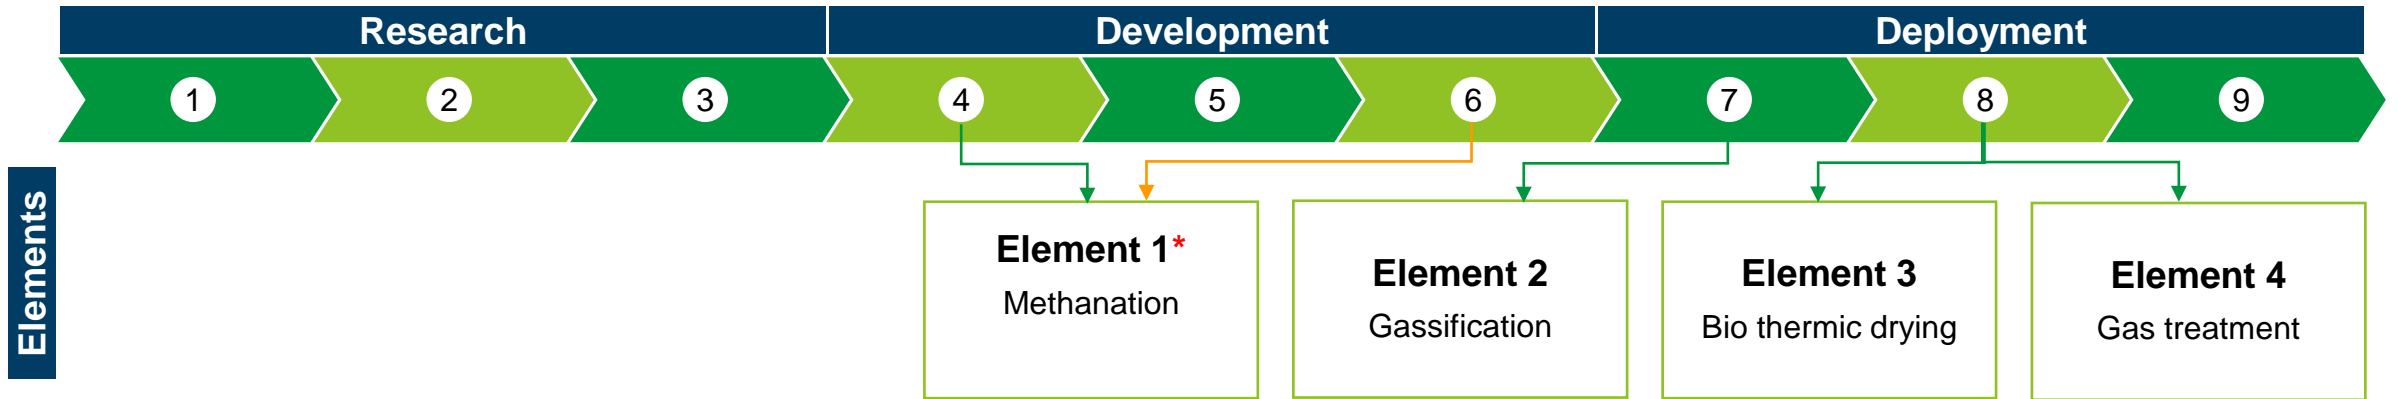 Research
Development
Deployment
1
2
3
4
5
6
7
8
9
Elements
Element 1*
Methanation
Element 2
Gassification
Element 3
Bio thermic drying
Element 4
Gas treatment